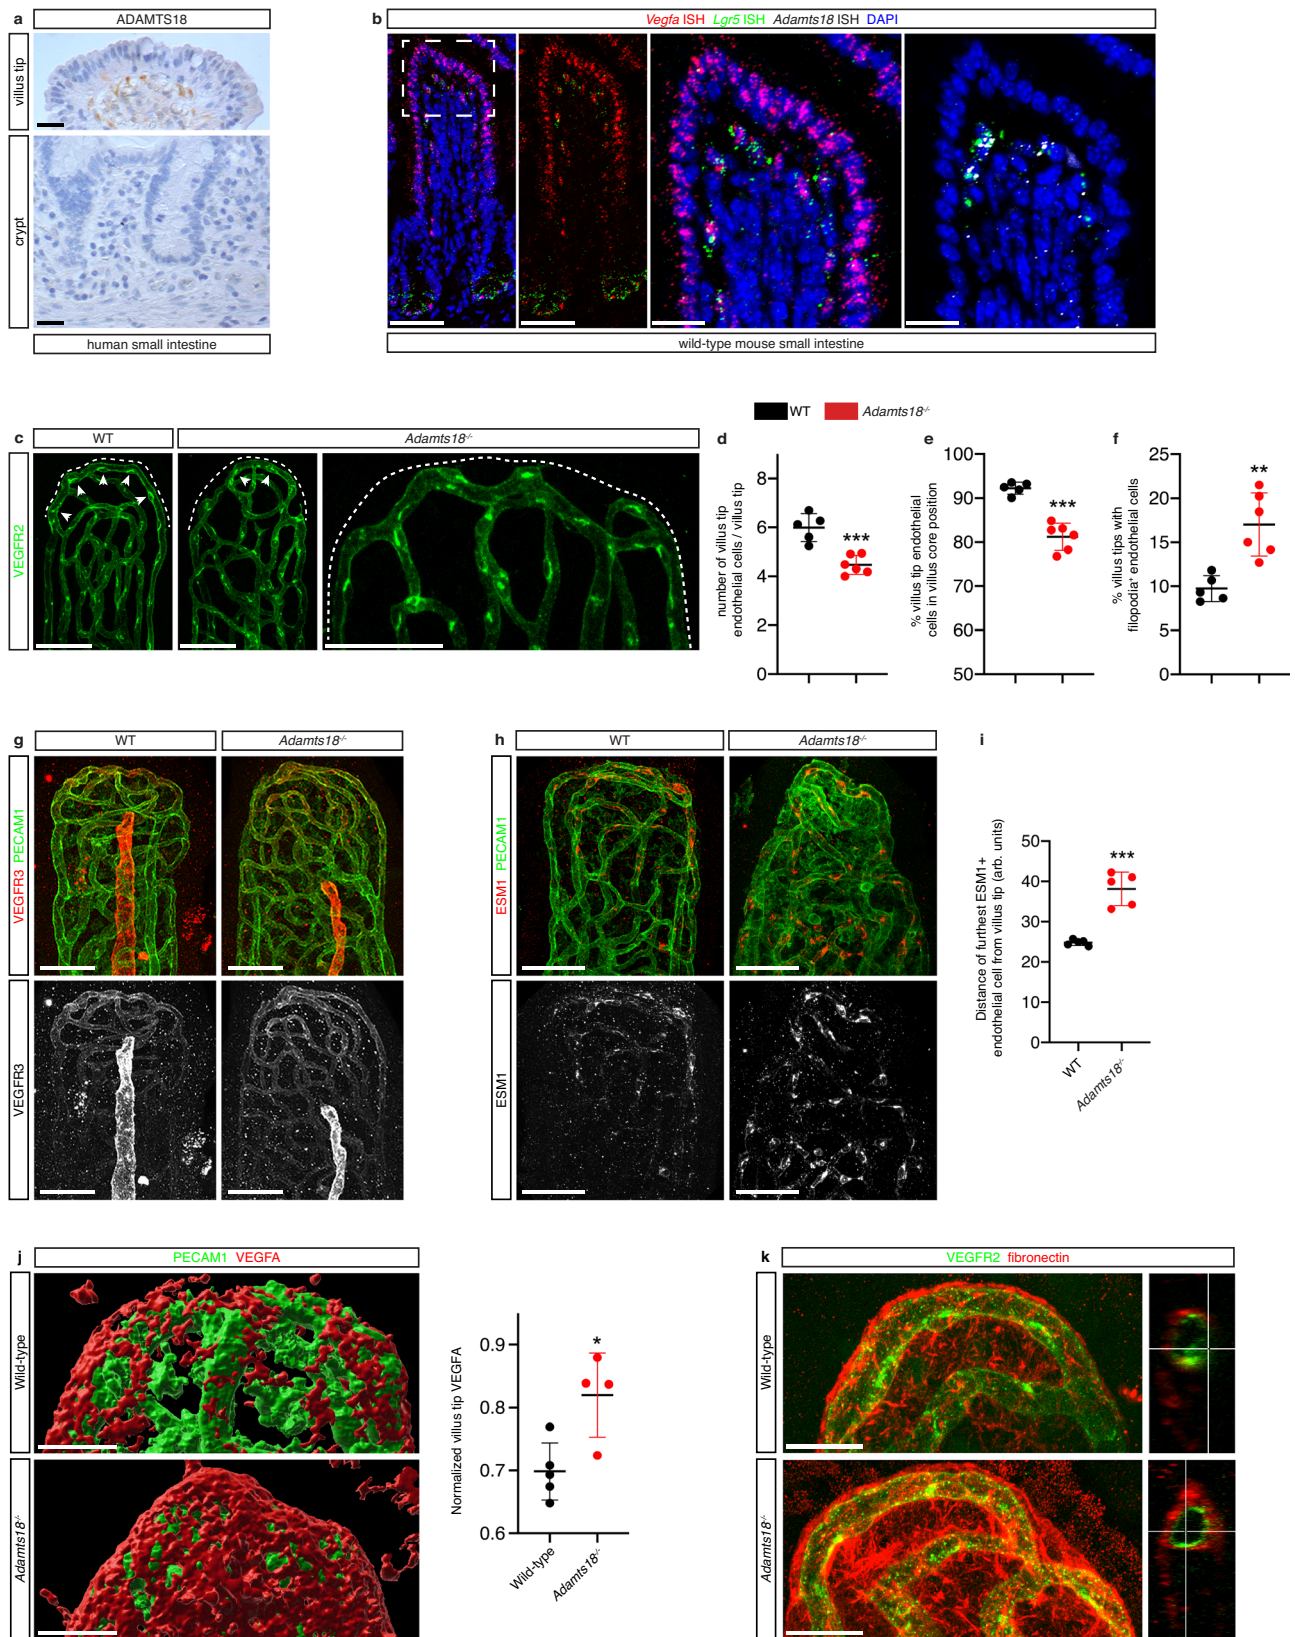 a
ADAMTS18
villus tip
crypt
human small intestine
b
Vegfa ISH Lgr5 ISH Adamts18 ISH DAPI
wild-type mouse small intestine
WT
Adamts18-/-
c
WT
Adamts18-/-
VEGFR2
d
number of villus tip
endothelial cells / villus tip
8
6
4
2
0
***
e
% villus tip endothelial
cells in villus core position
100
90
80
70
60
50
***
f
% villus tips with
filopodia+ endothelial cells
25
20
15
10
5
0
**
g
WT
Adamts18-/-
VEGFR3 PECAM1
VEGFR3
h
WT
Adamts18-/-
ESM1 PECAM1
ESM1
i
Distance of furthest ESM1+
endothelial cell from villus tip (arb. units)
50
40
30
20
10
0
***
WT
Adamts18-/-
j
PECAM1 VEGFA
Wild-type
Adamts18-/-
Normalized villus tip VEGFA
0.9
0.8
0.7
0.6
*
Wild-type
Adamts18-/-
k
VEGFR2 fibronectin
Wild-type
Adamts18-/-